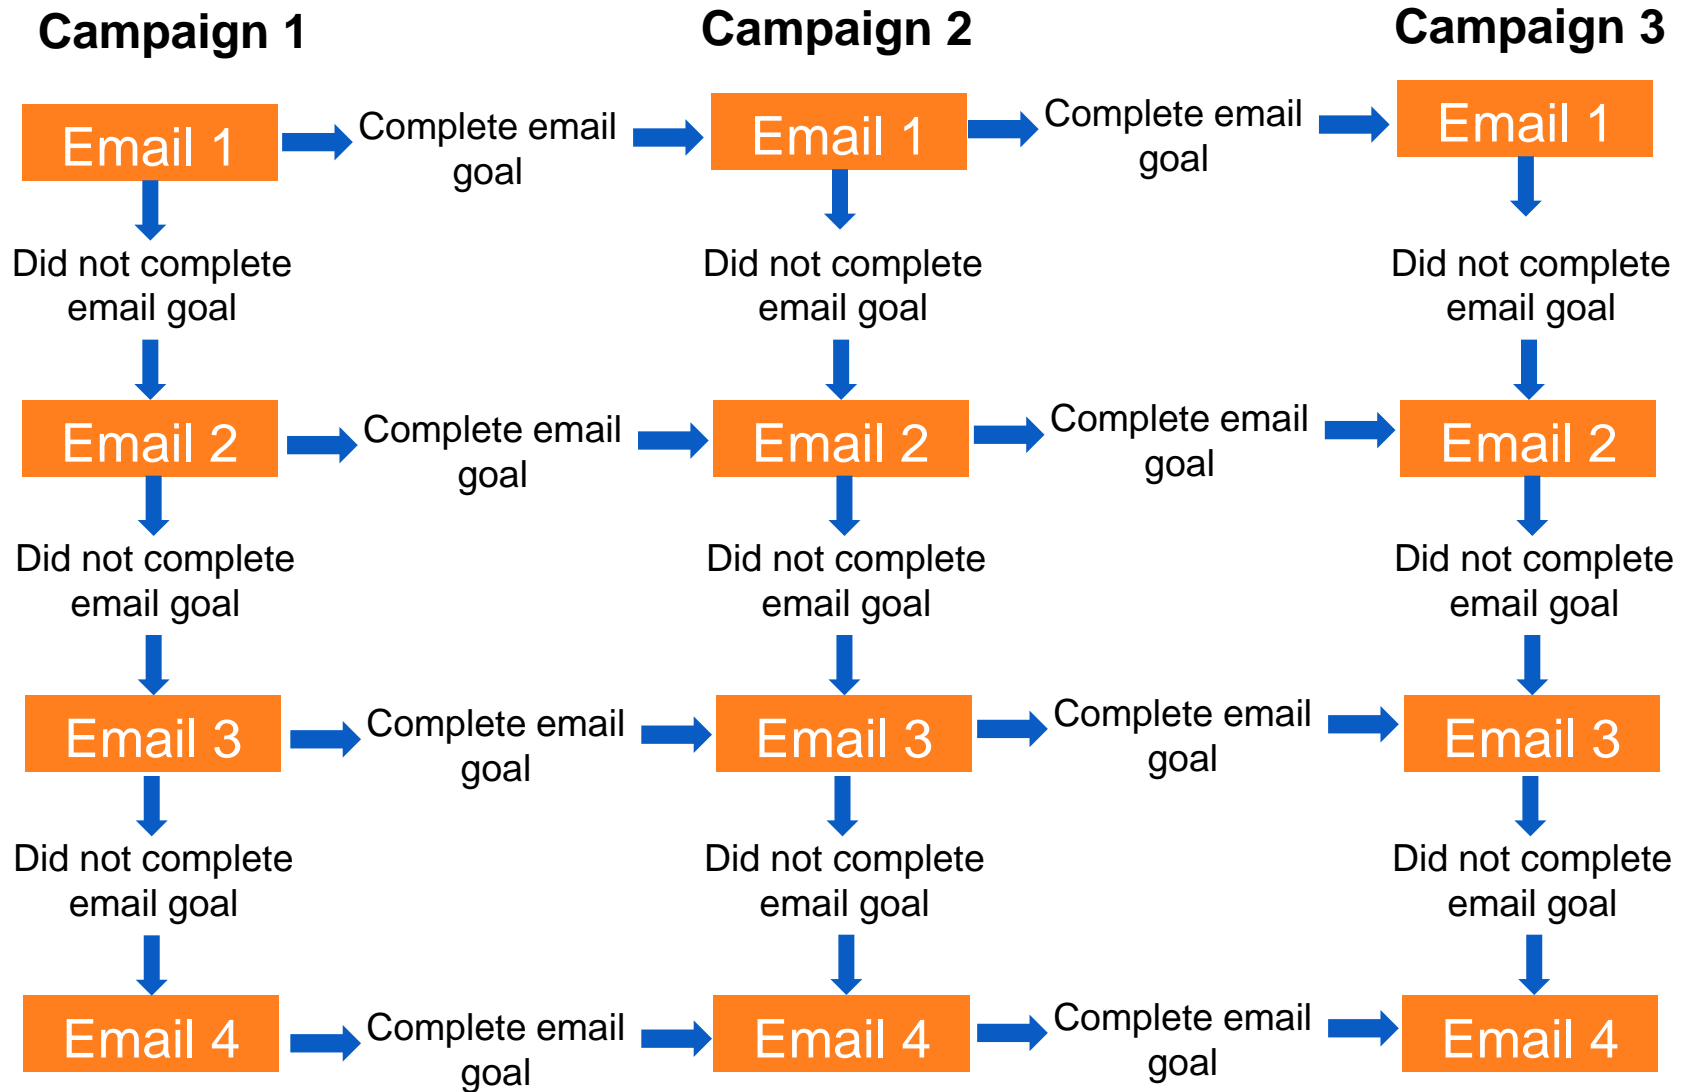 Campaign 1
Campaign 2
Campaign 3
Email 1
Complete email
goal
Email 1
Complete email
goal
Email 1
Did not complete
email goal
Did not complete
email goal
Did not complete
email goal
Email 2
Complete email
goal
Email 2
Complete email
goal
Email 2
Did not complete
email goal
Did not complete
email goal
Did not complete
email goal
Email 3
Complete email
goal
Email 3
Complete email
goal
Email 3
Did not complete
email goal
Did not complete
email goal
Did not complete
email goal
Email 4
Complete email
goal
Email 4
Complete email
goal
Email 4